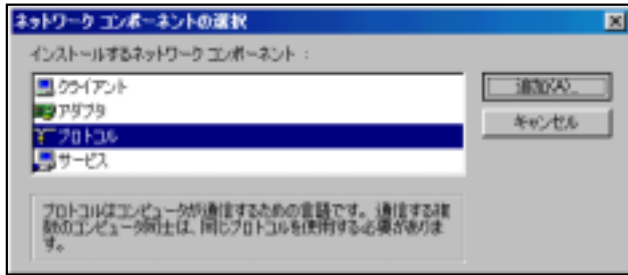 ネットワーク コンポーネントの選択
インストールするネットワーク コンポーネント :
クライアント
アダプタ
プロトコル
サービス
追加(A)...
キャンセル
プロトコルはコンピュータが通信するための言語です。通信する複
数のコンピュータ同士は、同じプロトコルを使用する必要がありま
す。